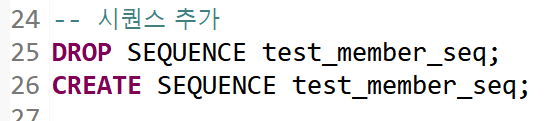 24 -- 시퀀스 추가
25 DROP SEQUENCE test_member_seq;
26 CREATE SEQUENCE test_member_seq;
27